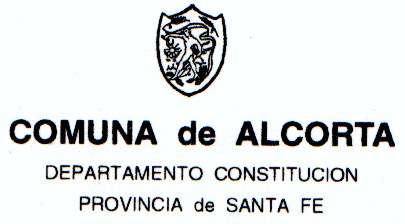 COMUNA de ALCORTA
DEPARTAMENTO CONSTITUCION
PROVINCIA de SANTA FE